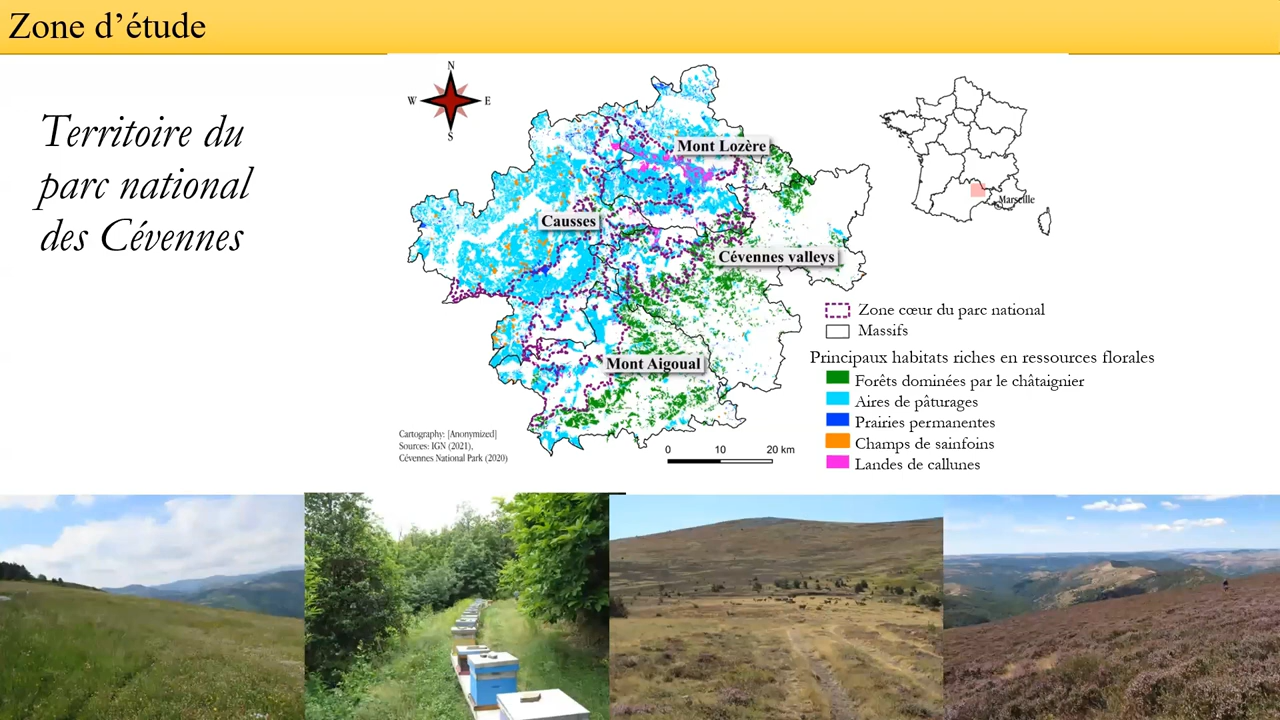 Zone d’étude
Territoire du
parc national
des Cévennes
N
W
E
S
Mont Lozère
Causses
Cévennes valleys
Mont Aigoual
Marseille
Zone cœur du parc national
Massifs
Principaux habitats riches en ressources florales
Forêts dominées par le châtaignier
Aires de pâturages
Prairies permanentes
Champs de sainfoins
Landes de callunes
Cartography: [Anonymized]
Sources: IGN (2021),
Cévennes National Park (2020)
0 10 20 km